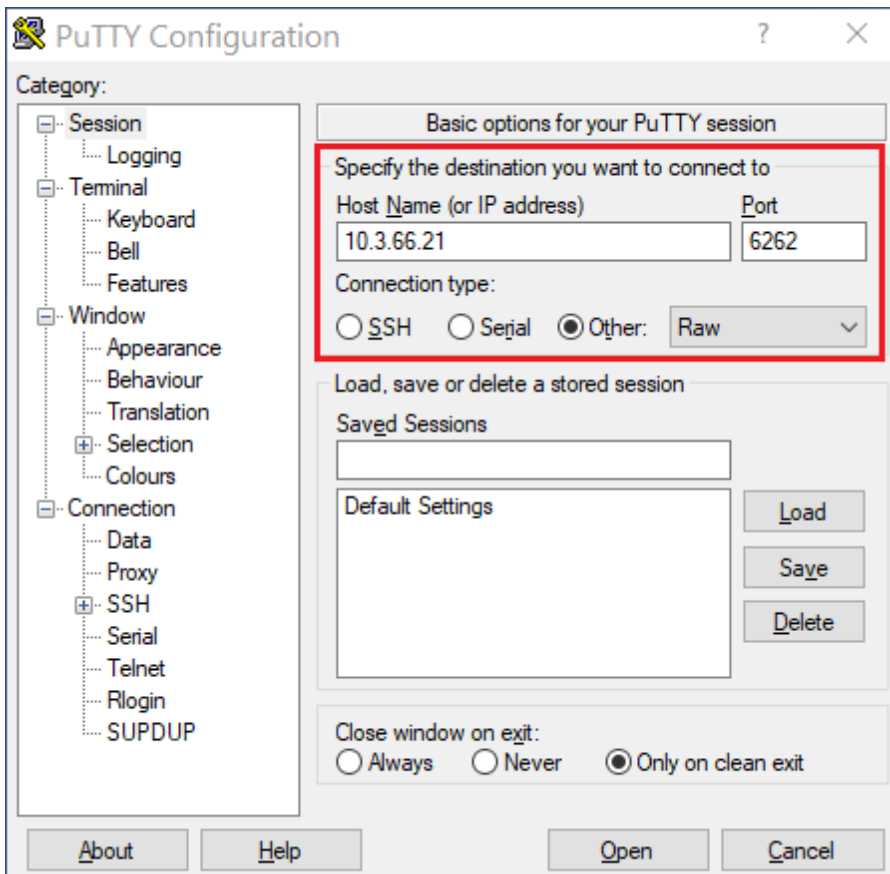 PuTTY Configuration ? ×
Category:
Session
Logging
Terminal
Keyboard
Bell
Features
Window
Appearance
Behaviour
Translation
Selection
Colours
Connection
Data
Proxy
SSH
Serial
Telnet
Rlogin
SUPDUP
Basic options for your PuTTY session
Specify the destination you want to connect to
Host Name (or IP address) Port
10.3.66.21 6262
Connection type:
SSH Serial Other: Raw
Load, save or delete a stored session
Saved Sessions
Default Settings
Load
Save
Delete
Close window on exit:
Always Never Only on clean exit
About Help Open Cancel